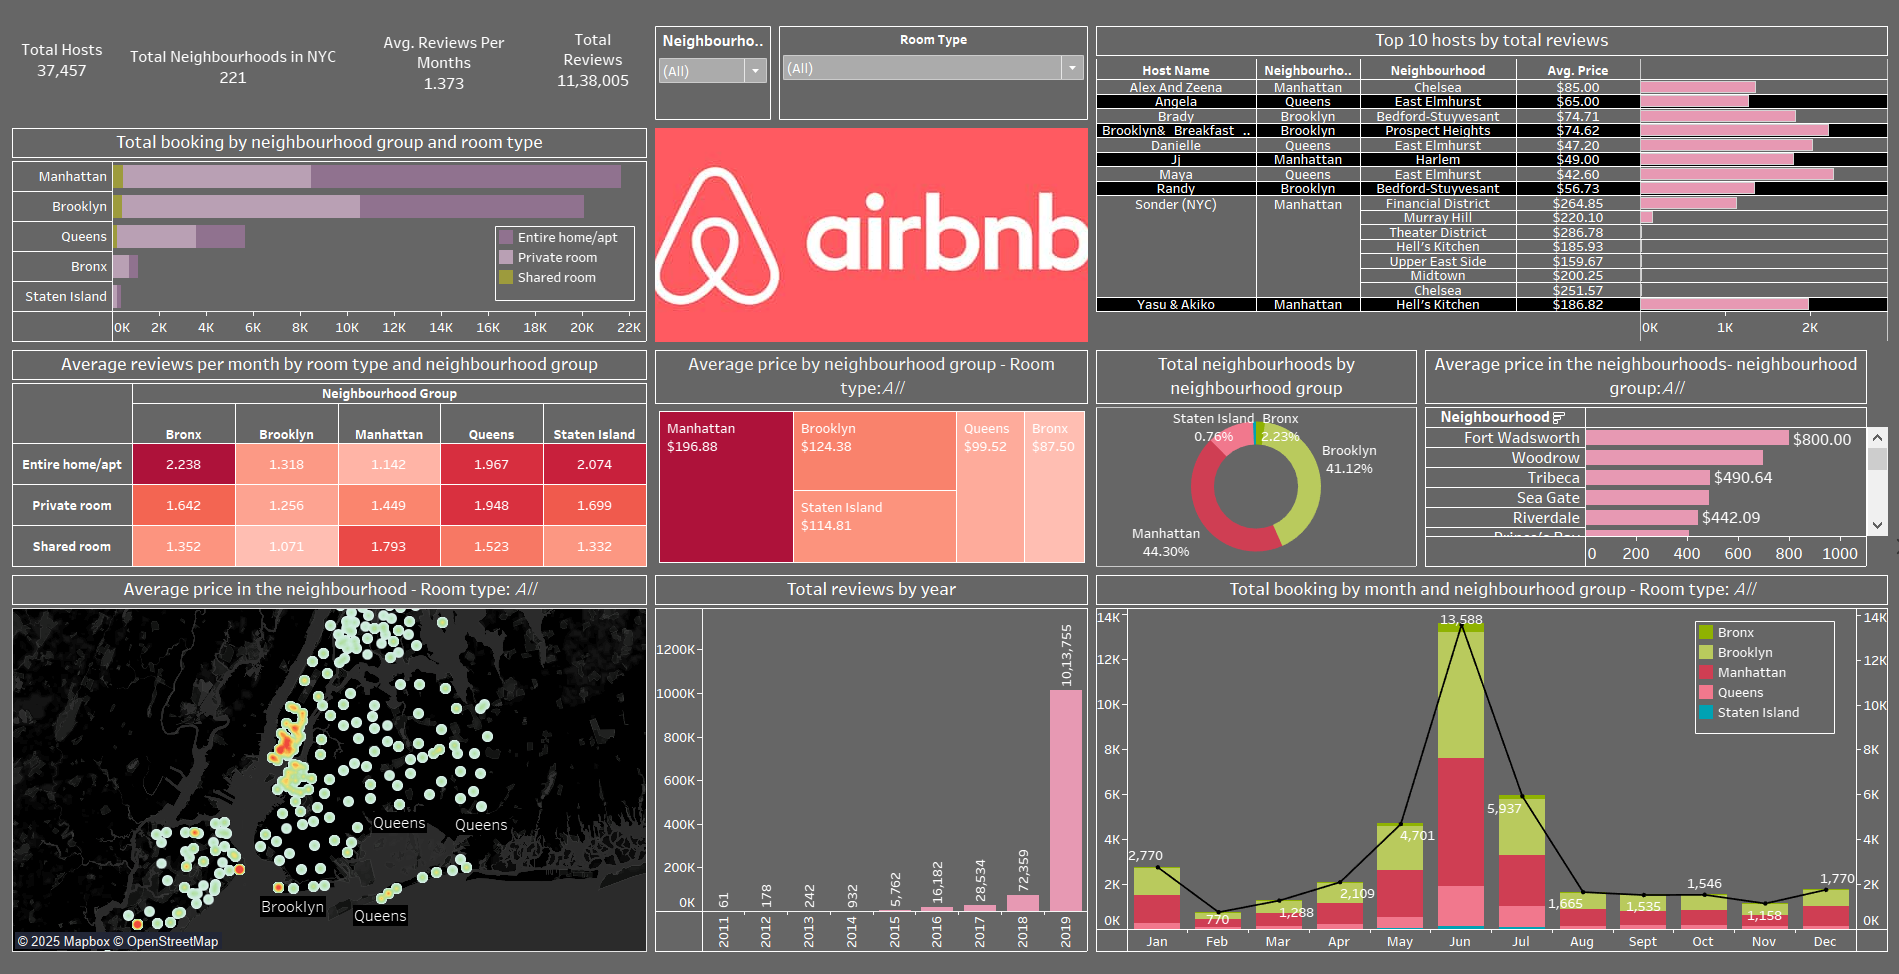 Total Hosts
37,457
Total Neighbourhoods in NYC
221
Avg. Reviews Per
Months
1.373
Total
Reviews
11,38,005
Neighbourho..
(All)
Room Type
(All)
Top 10 hosts by total reviews
Host Name Neighbourho.. Neighbourhood Avg. Price
Alex And Zeena Manhattan Chelsea $85.00
Angela Queens East Elmhurst $65.00
Brady Brooklyn Bedford-Stuyvesant $74.71
Brooklyn& Breakfast .. Brooklyn Prospect Heights $74.62
Danielle Queens East Elmhurst $47.20
Jj Manhattan Harlem $49.00
Maya Queens East Elmhurst $42.60
Randy Brooklyn Bedford-Stuyvesant $56.73
Sonder (NYC) Manhattan Financial District $264.85
Murray Hill $220.10
Theater District $286.78
Hell's Kitchen $185.93
Upper East Side $159.67
Midtown $200.25
Chelsea $251.57
Yasu & Akiko Manhattan Hell's Kitchen $186.82
0K 1K 2K
Total booking by neighbourhood group and room type
Manhattan
Brooklyn
Queens
Bronx
Staten Island
Entire home/apt
Private room
Shared room
0K 2K 4K 6K 8K 10K 12K 14K 16K 18K 20K 22K
airbnb
Average reviews per month by room type and neighbourhood group
Neighbourhood Group
Bronx Brooklyn Manhattan Queens Staten Island
Entire home/apt 2.238 1.318 1.142 1.967 2.074
Private room 1.642 1.256 1.449 1.948 1.699
Shared room 1.352 1.071 1.793 1.523 1.332
Average price by neighbourhood group - Room
type:All
Manhattan
$196.88
Brooklyn
$124.38
Staten Island
$114.81
Queens
$99.52
Bronx
$87.50
Total neighbourhoods by
neighbourhood group
Staten Island
0.76%
Bronx
2.23%
Brooklyn
41.12%
Manhattan
44.30%
Average price in the neighbourhoods- neighbourhood
group:All
Neighbourhood
Fort Wadsworth $800.00
Woodrow
Tribeca $490.64
Sea Gate
Riverdale $442.09
Prince's Bay
0 200 400 600 800 1000
Average price in the neighbourhood - Room type: All
Queens
Queens
Brooklyn
Queens
© 2025 Mapbox © OpenStreetMap
Total reviews by year
1200K
1000K
800K
600K
400K
200K
0K
61
178
242
932
5,762
16,182
28,534
72,359
10,13,755
2011
2012
2013
2014
2015
2016
2017
2018
2019
Total booking by month and neighbourhood group - Room type: All
14K
12K
10K
8K
6K
4K
2K
0K
2,770
770
1,288
2,109
4,701
13,588
5,937
1,665
1,535
1,546
1,158
1,770
Bronx
Brooklyn
Manhattan
Queens
Staten Island
14K
12K
10K
8K
6K
4K
2K
0K
Jan Feb Mar Apr May Jun Jul Aug Sept Oct Nov Dec